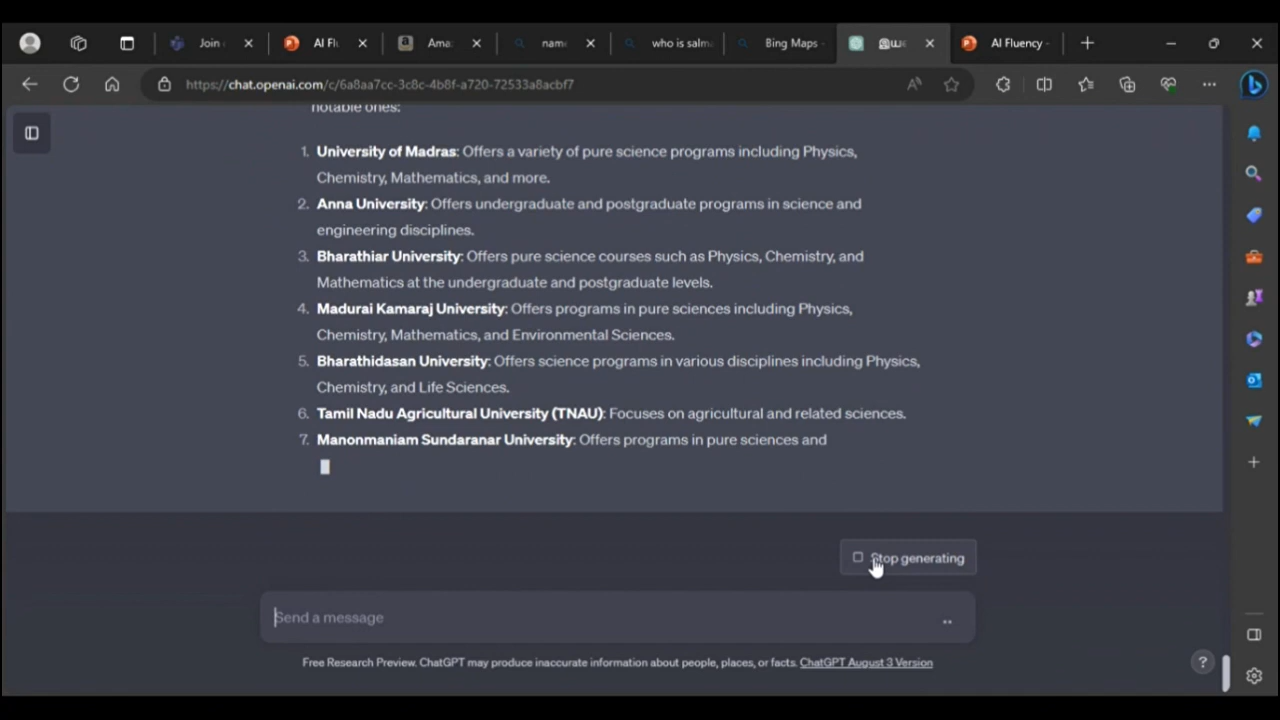 Join
AI Fl
Ama
nam
who is salm
Bing Maps -
அடி
AI Fluency -
https://chat.openai.com/c/6a8aa7cc-3c8c-4b8f-a720-72533a8acbf7
notable ones:
1. University of Madras: Offers a variety of pure science programs including Physics,
Chemistry, Mathematics, and more.
2. Anna University: Offers undergraduate and postgraduate programs in science and
engineering disciplines.
3. Bharathiar University: Offers pure science courses such as Physics, Chemistry, and
Mathematics at the undergraduate and postgraduate levels.
4. Madurai Kamaraj University: Offers programs in pure sciences including Physics,
Chemistry, Mathematics, and Environmental Sciences.
5. Bharathidasan University: Offers science programs in various disciplines including Physics,
Chemistry, and Life Sciences.
6. Tamil Nadu Agricultural University (TNAU): Focuses on agricultural and related sciences.
7. Manonmaniam Sundaranar University: Offers programs in pure sciences and
Stop generating
Send a message
Free Research Preview. ChatGPT may produce inaccurate information about people, places, or facts. ChatGPT August 3 Version
?